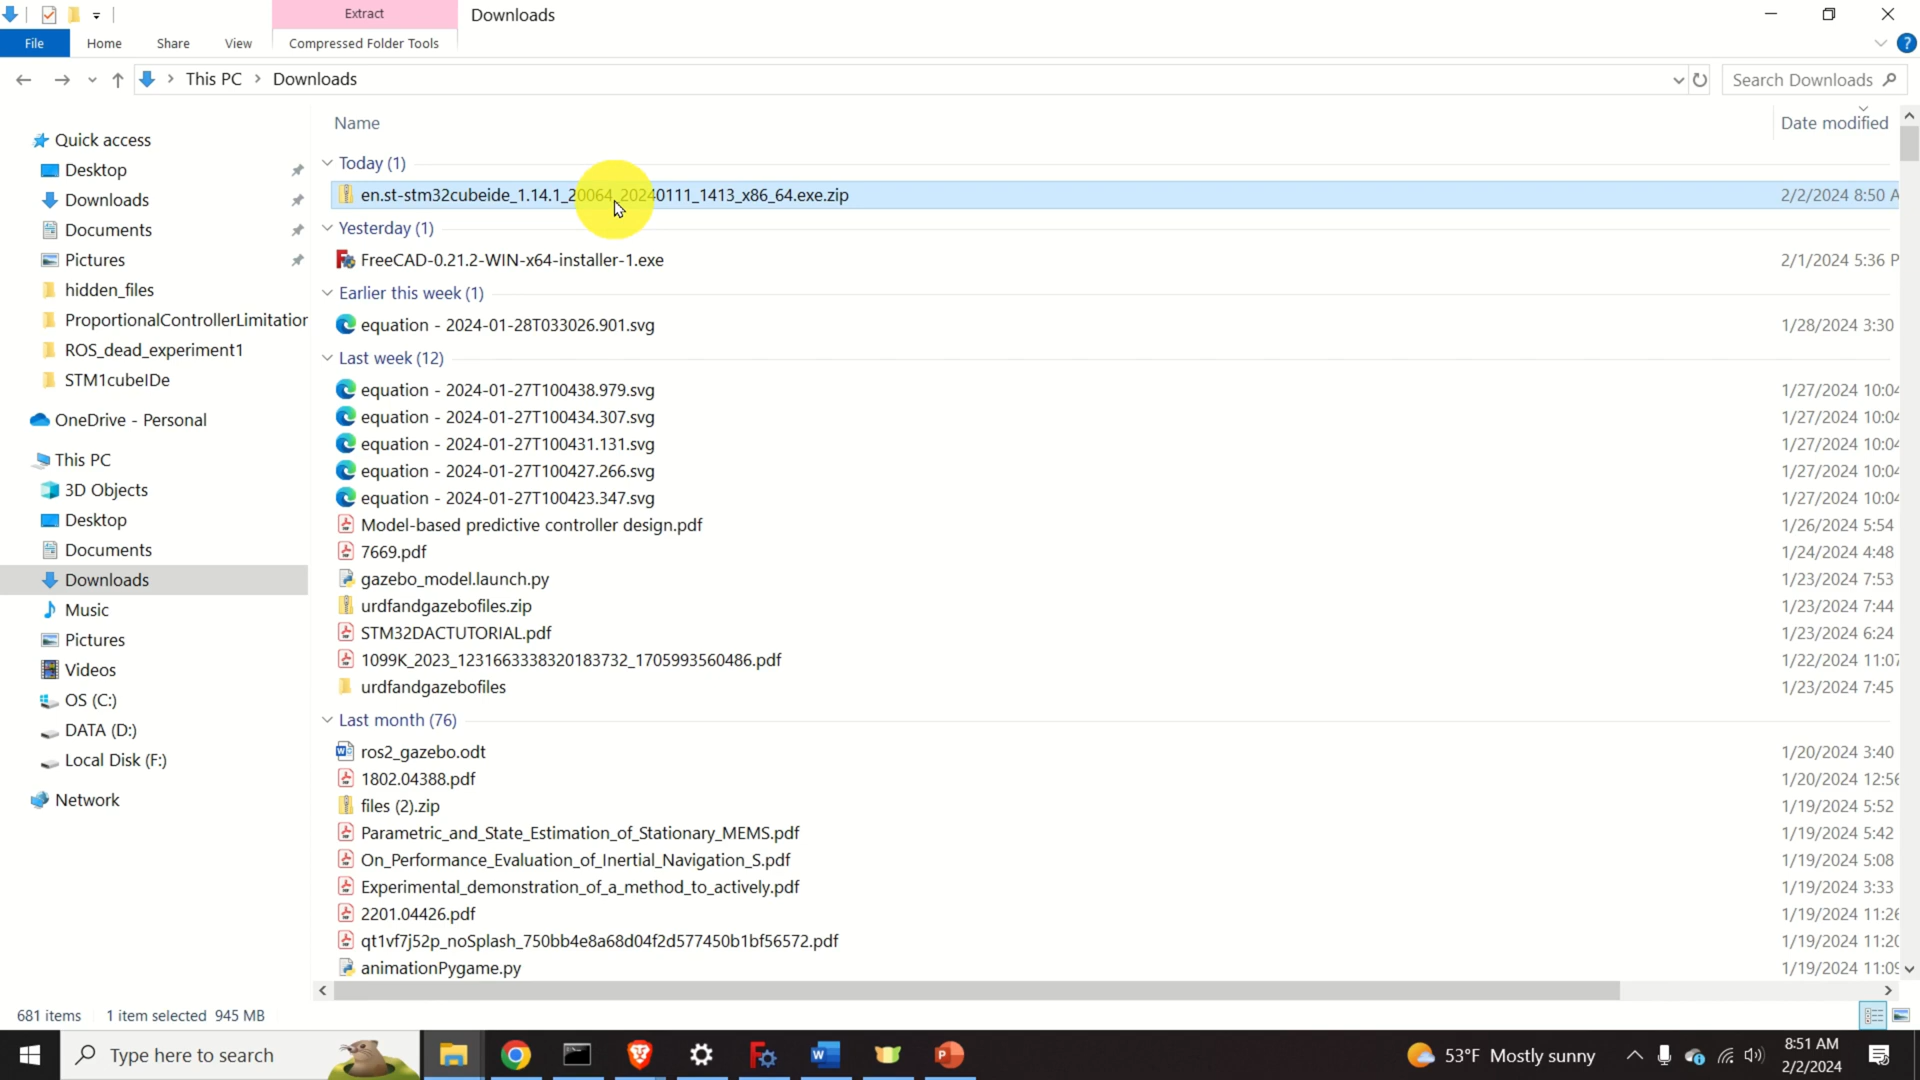 Extract
Downloads
File
Home
Share
View
Compressed Folder Tools
This PC
Downloads
Search Downloads
Name
Date modified
Quick access
Desktop
Downloads
Documents
Pictures
hidden_files
ProportionalControllerLimitation
ROS_dead_experiment1
STM1cubeIDe
OneDrive - Personal
This PC
3D Objects
Desktop
Documents
Downloads
Music
Pictures
Videos
OS (C:)
DATA (D:)
Local Disk (F:)
Network
Today (1)
en.st-stm32cubeide_1.14.1_20064_20240111_1413_x86_64.exe.zip 2/2/2024 8:50 A
Yesterday (1)
FreeCAD-0.21.2-WIN-x64-installer-1.exe 2/1/2024 5:36 P
Earlier this week (1)
equation - 2024-01-28T033026.901.svg 1/28/2024 3:30
Last week (12)
equation - 2024-01-27T100438.979.svg 1/27/2024 10:04
equation - 2024-01-27T100434.307.svg 1/27/2024 10:04
equation - 2024-01-27T100431.131.svg 1/27/2024 10:04
equation - 2024-01-27T100427.266.svg 1/27/2024 10:04
equation - 2024-01-27T100423.347.svg 1/27/2024 10:04
Model-based predictive controller design.pdf 1/26/2024 5:54
7669.pdf 1/24/2024 4:48
gazebo_model.launch.py 1/23/2024 7:53
urdfandgazebofiles.zip 1/23/2024 7:44
STM32DACTUTORIAL.pdf 1/23/2024 6:24
1099K_2023_1231663338320183732_1705993560486.pdf 1/22/2024 11:07
urdfandgazebofiles 1/23/2024 7:45
Last month (76)
ros2_gazebo.odt 1/20/2024 3:40
1802.04388.pdf 1/20/2024 12:56
files (2).zip 1/19/2024 5:52
Parametric_and_State_Estimation_of_Stationary_MEMS.pdf 1/19/2024 5:42
On_Performance_Evaluation_of_Inertial_Navigation_S.pdf 1/19/2024 5:08
Experimental_demonstration_of_a_method_to_actively.pdf 1/19/2024 3:33
2201.04426.pdf 1/19/2024 11:26
qt1vf7j52p_noSplash_750bb4e8a68d04f2d577450b1bf56572.pdf 1/19/2024 11:20
animationPygame.py 1/19/2024 11:09
681 items 1 item selected 945 MB
Type here to search
53°F Mostly sunny
8:51 AM
2/2/2024